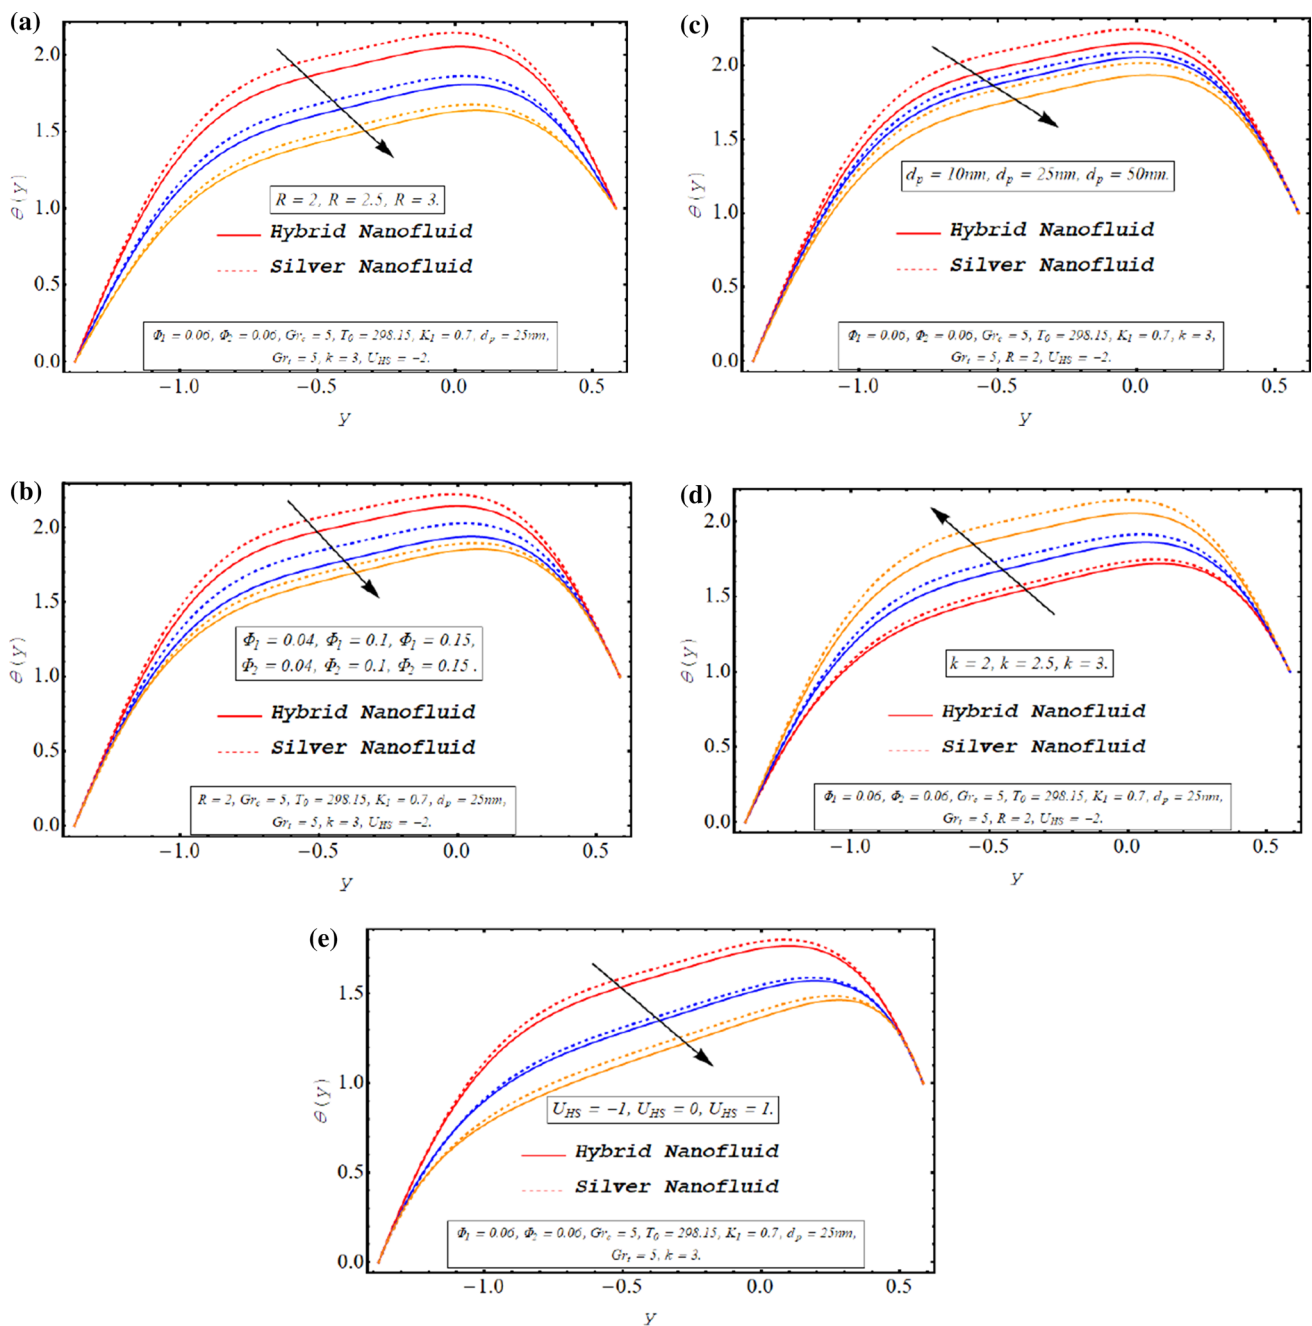 (a)
2.0
1.5
1.0
0.5
0.0
θ(y)
R = 2, R = 2.5, R = 3.
Hybrid Nanofluid
Silver Nanofluid
Φ1 = 0.06, Φ2 = 0.06, Grc = 5, T0 = 298.15, K1 = 0.7, dp = 25nm,
Grt = 5, k = 3, UHS = −2.
−1.0 −0.5 0.0 0.5
y
(c)
2.0
1.5
1.0
0.5
0.0
θ(y)
dp = 10nm, dp = 25nm, dp = 50nm.
Hybrid Nanofluid
Silver Nanofluid
Φ1 = 0.06, Φ2 = 0.06, Grc = 5, T0 = 298.15, K1 = 0.7, k = 3,
Grt = 5, R = 2, UHS = −2.
−1.0 −0.5 0.0 0.5
y
(b)
2.0
1.5
1.0
0.5
0.0
θ(y)
Φ1 = 0.04, Φ1 = 0.1, Φ1 = 0.15,
Φ2 = 0.04, Φ2 = 0.1, Φ2 = 0.15 .
Hybrid Nanofluid
Silver Nanofluid
R = 2, Grc = 5, T0 = 298.15, K1 = 0.7, dp = 25nm,
Grt = 5, k = 3, UHS = −2.
−1.0 −0.5 0.0 0.5
y
(d)
2.0
1.5
1.0
0.5
0.0
θ(y)
k = 2, k = 2.5, k = 3.
Hybrid Nanofluid
Silver Nanofluid
Φ1 = 0.06, Φ2 = 0.06, Grc = 5, T0 = 298.15, K1 = 0.7, dp = 25nm,
Grt = 5, R = 2, UHS = −2.
−1.0 −0.5 0.0 0.5
y
(e)
1.5
1.0
0.5
0.0
θ(y)
UHS = −1, UHS = 0, UHS = 1.
Hybrid Nanofluid
Silver Nanofluid
Φ1 = 0.06, Φ2 = 0.06, Grc = 5, T0 = 298.15, K1 = 0.7, dp = 25nm,
Grt = 5, k = 3.
−1.0 −0.5 0.0 0.5
y